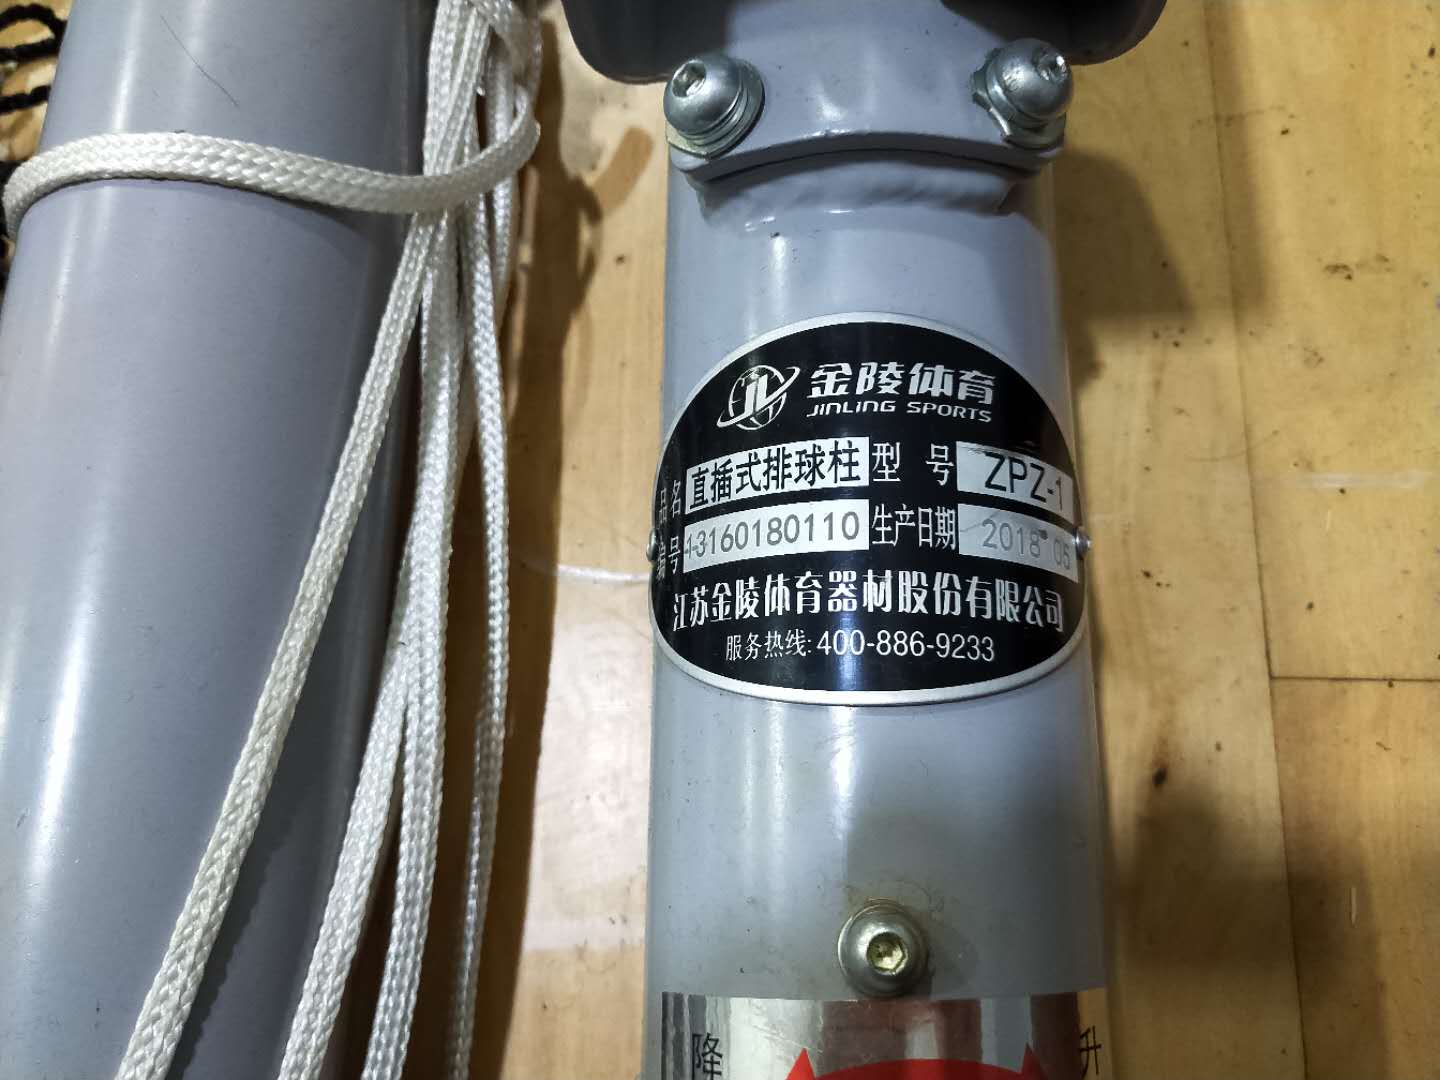 金陵体育
JINLING SPORTS
品名 直插式排球柱 型号 ZPZ-1
编号 1-3160180110 生产日期 2018 05
江苏金陵体育器材股份有限公司
服务热线:400-886-9233
降 升